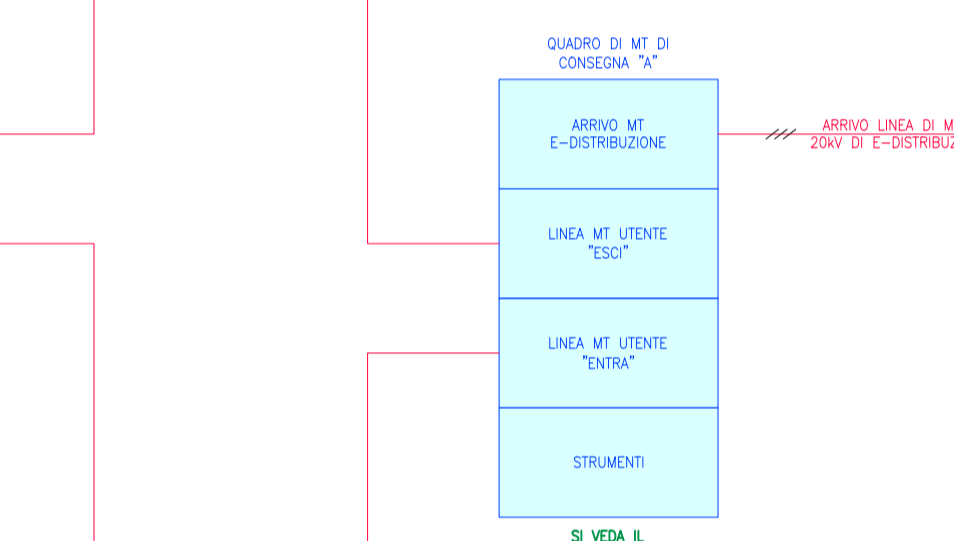 QUADRO DI MT DI
CONSEGNA "A"
ARRIVO MT
E-DISTRIBUZIONE
ARRIVO LINEA DI
20kV DI
LINEA MT UTENTE
"ESCI"
LINEA MT UTENTE
"ENTRA"
STRUMENTI
SI VEDA IL